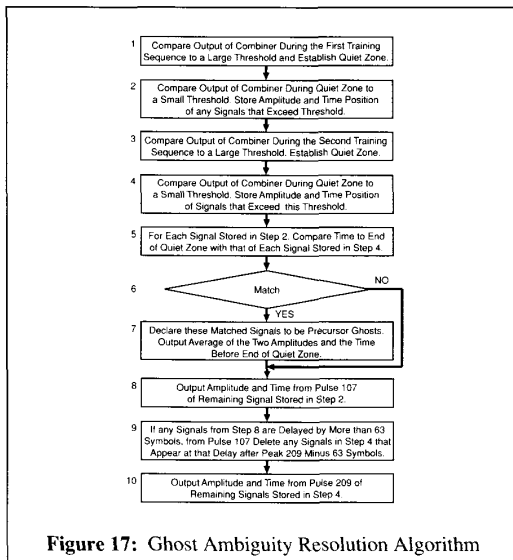 1 Compare Output of Combiner During the First Training
Sequence to a Large Threshold and Establish Quiet Zone.
2 Compare Output of Combiner During Quiet Zone to
a Small Threshold. Store Amplitude and Time Position
of any Signals that Exceed Threshold.
3 Compare Output of Combiner During the Second Training
Sequence to a Large Threshold. Establish Quiet Zone.
4 Compare Output of Combiner During Quiet Zone to
a Small Threshold. Store Amplitude and Time Position
of Signals that Exceed this Threshold.
5 For Each Signal Stored in Step 2. Compare Time to End
of Quiet Zone with that of Each Signal Stored in Step 4.
6 Match NO
YES
7 Declare these Matched Signals to be Precursor Ghosts.
Output Average of the Two Amplitudes and the Time
Before End of Quiet Zone.
8 Output Amplitude and Time from Pulse 107
of Remaining Signal Stored in Step 2.
9 If any Signals from Step 8 are Delayed by More than 63
Symbols, from Pulse 107 Delete any Signals in Step 4 that
Appear at that Delay after Peak 209 Minus 63 Symbols.
10 Output Amplitude and Time from Pulse 209 of
Remaining Signals Stored in Step 4.
Figure 17: Ghost Ambiguity Resolution Algorithm